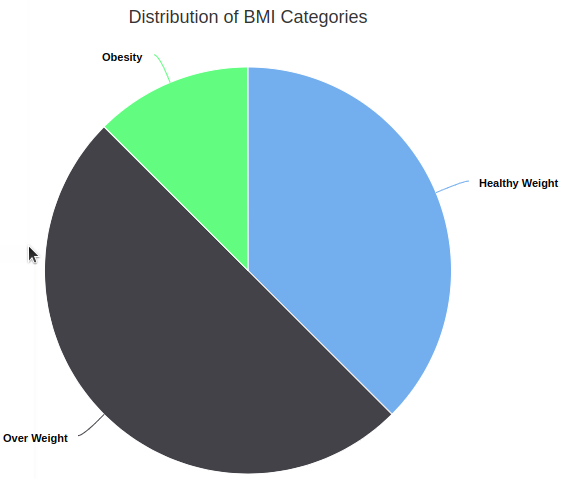 Distribution of BMI Categories
Obesity
Healthy Weight
Over Weight